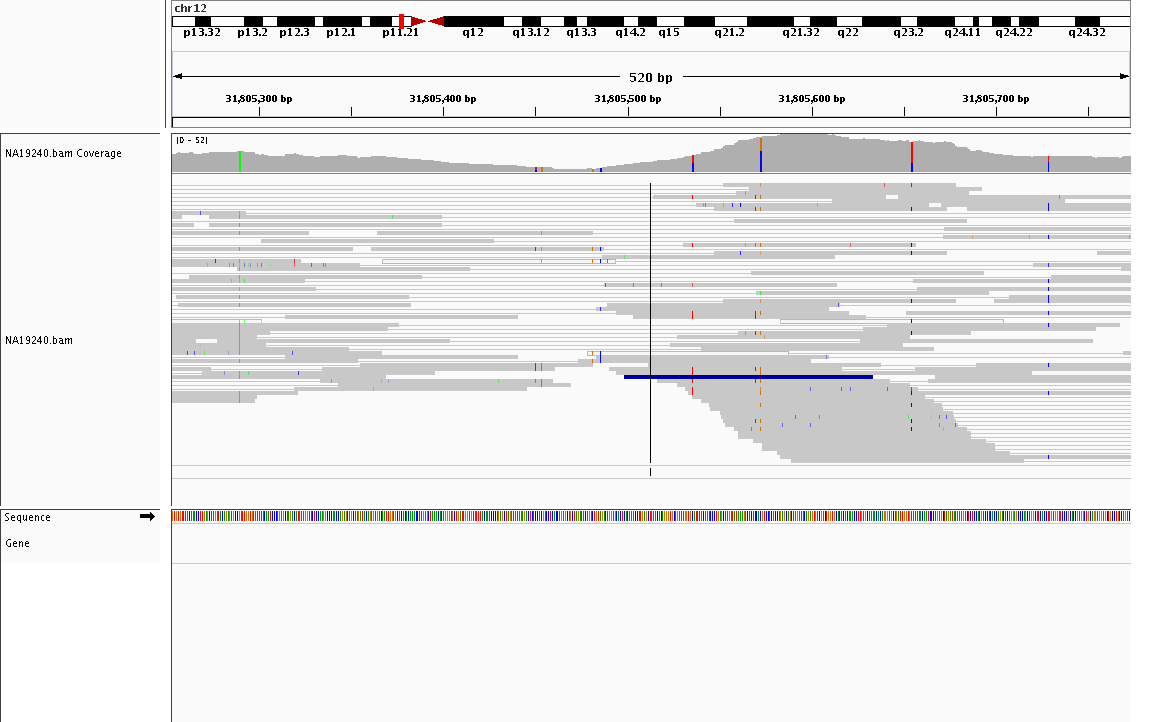 chr12
p13.32 p13.2 p12.3 p12.1 p11.21 q12 q13.12 q13.3 q14.2 q15 q21.2 q21.32 q22 q23.2 q24.11 q24.22 q24.32
520 bp
31,805,300 bp 31,805,400 bp 31,805,500 bp 31,805,600 bp 31,805,700 bp
[0 - 52]
NA19240.bam Coverage
NA19240.bam
Sequence
Gene